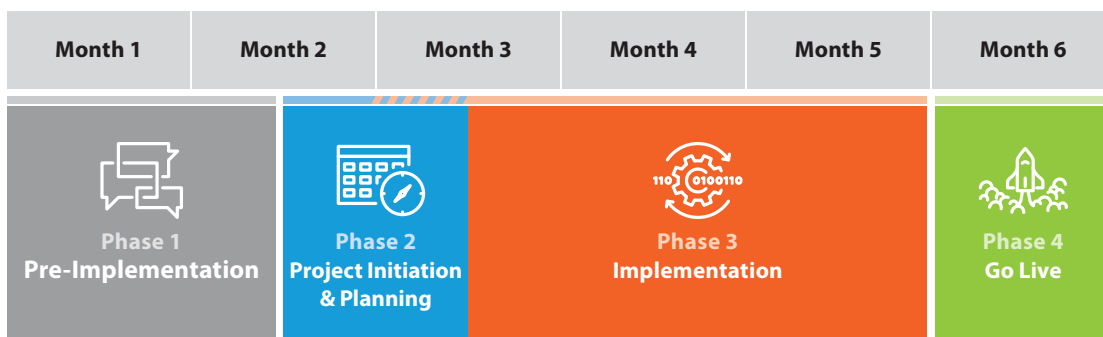 Month 1
Month 2
Month 3
Month 4
Month 5
Month 6
Phase 1
Pre-Implementation
Phase 2
Project Initiation
& Planning
110
0100110
Phase 3
Implementation
Phase 4
Go Live